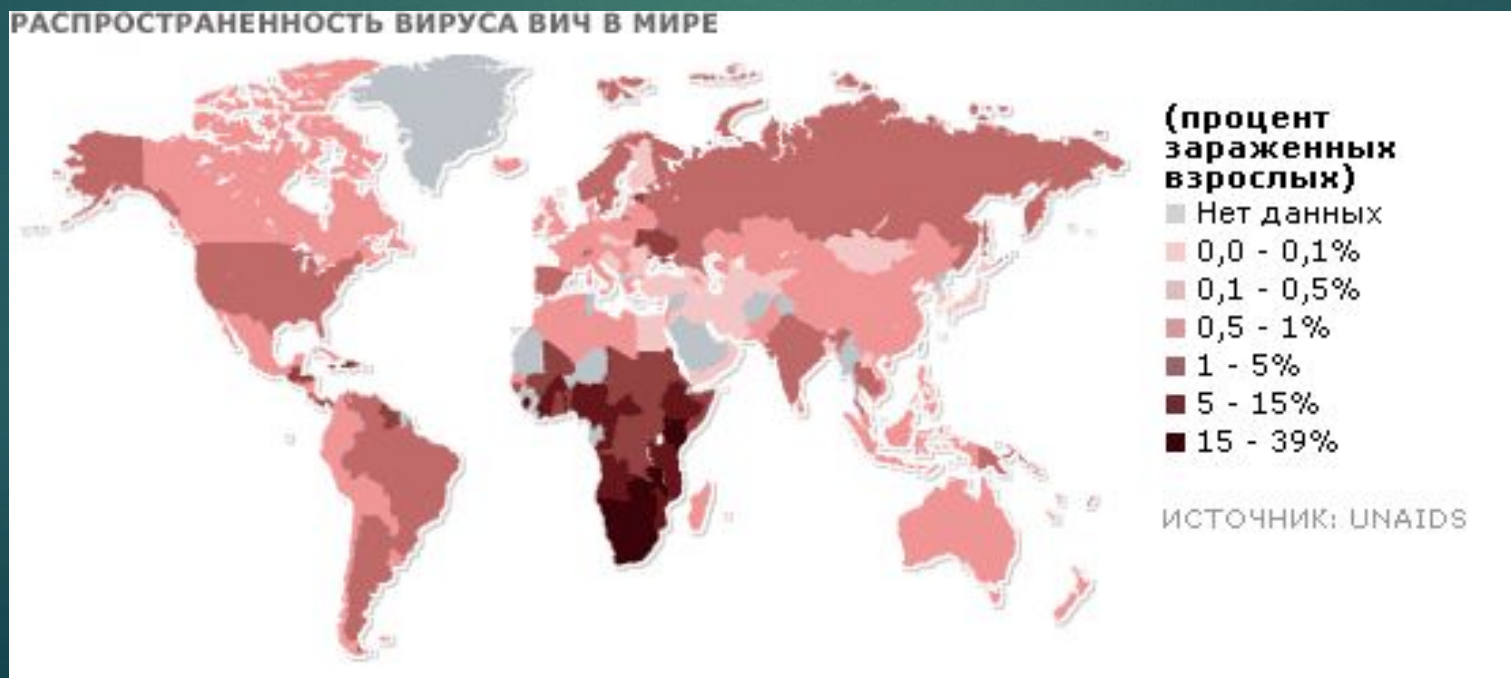 РАСПРОСТРАНЕННОСТЬ ВИРУСА ВИЧ В МИРЕ
(процент
зараженных
взрослых)
Нет данных
0,0 - 0,1%
0,1 - 0,5%
0,5 - 1%
1 - 5%
5 - 15%
15 - 39%
ИСТОЧНИК: UNAIDS